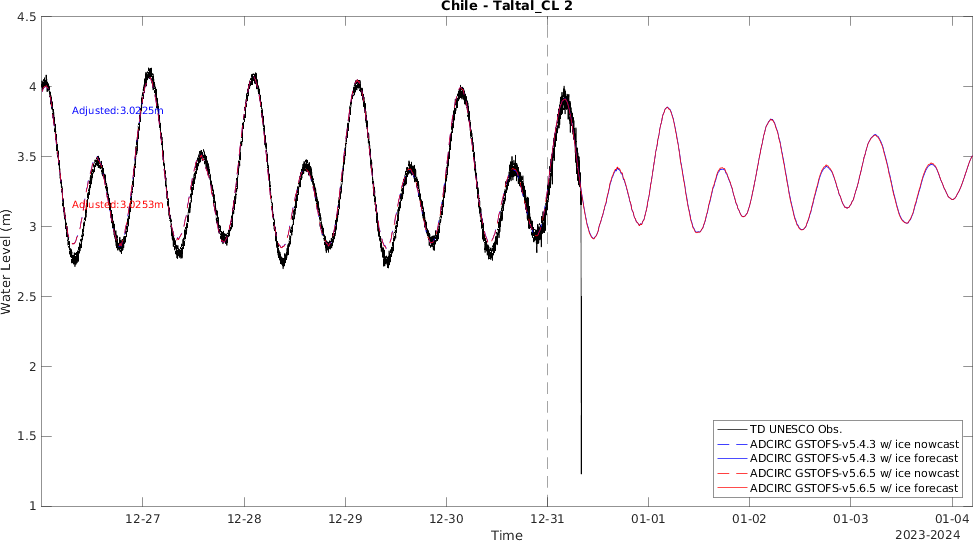 Chile - Taltal_CL 2
4.5
4
3.5
3
2.5
2
1.5
1
Water Level (m)
Adjusted:3.0225m
Adjusted:3.0253m
TD UNESCO Obs.
ADCIRC GSTOFS-v5.4.3 w/ ice nowcast
ADCIRC GSTOFS-v5.4.3 w/ ice forecast
ADCIRC GSTOFS-v5.6.5 w/ ice nowcast
ADCIRC GSTOFS-v5.6.5 w/ ice forecast
12-27 12-28 12-29 12-30 12-31 01-01 01-02 01-03 01-04
Time
2023-2024